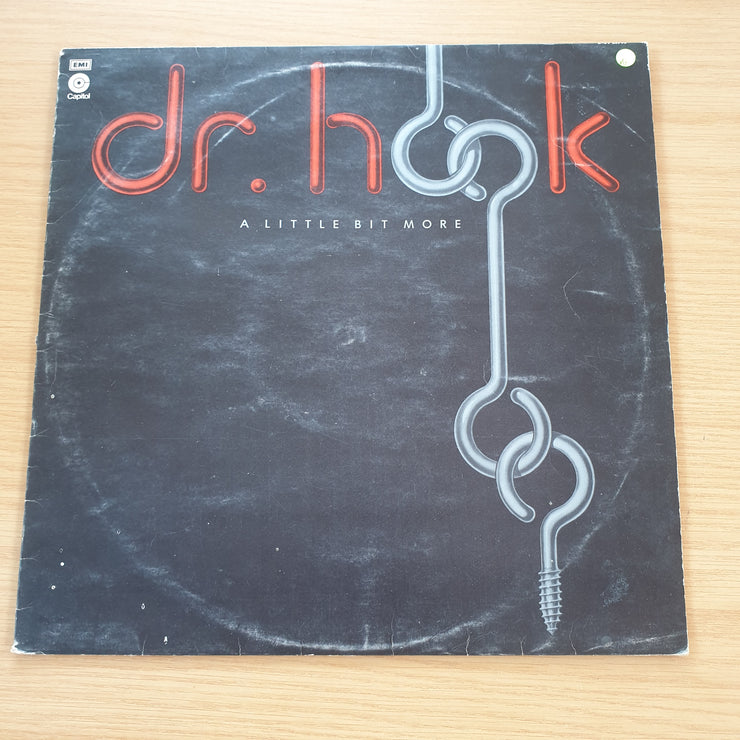 EMI
Capitol
dr. hook
A LITTLE BIT MORE